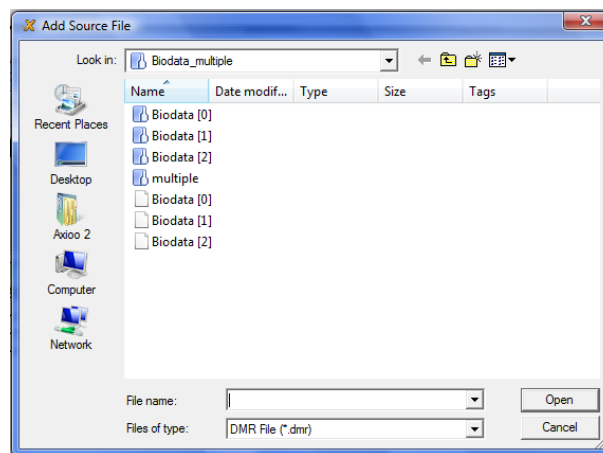 Add Source File
Look in: Biodata_multiple
Name Date modif... Type Size Tags
Recent Places
Desktop
Axioo 2
Computer
Network
Biodata [0]
Biodata [1]
Biodata [2]
multiple
Biodata [0]
Biodata [1]
Biodata [2]
File name: Open
Files of type: DMR File (*.dmr) Cancel